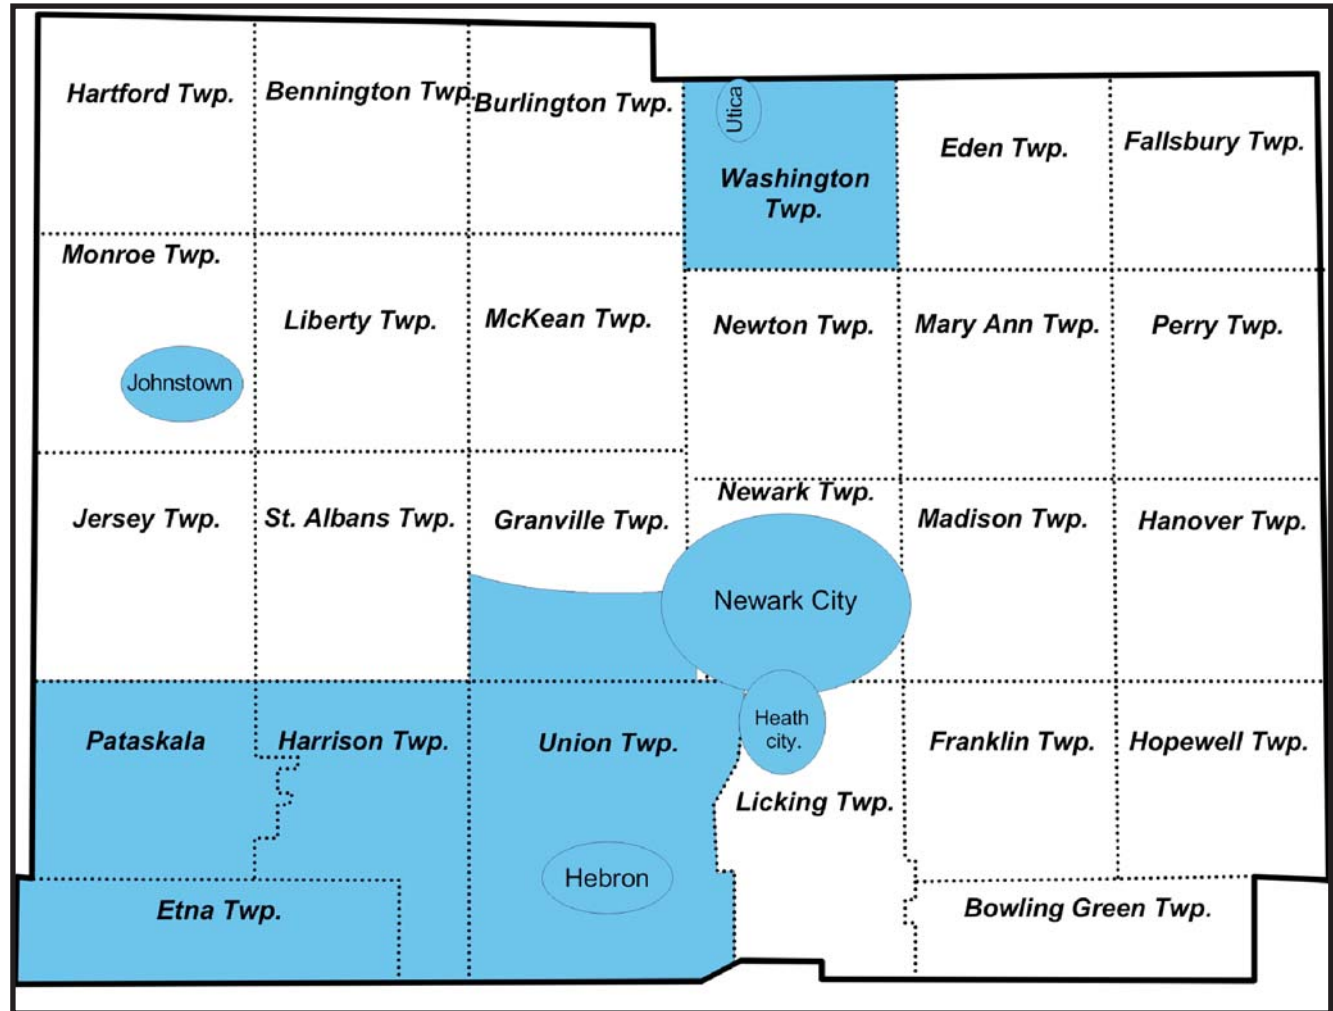 Hartford Twp.
Bennington Twp.
Burlington Twp.
Utica
Washington
Twp.
Eden Twp.
Fallsbury Twp.
Monroe Twp.
Liberty Twp.
McKean Twp.
Newton Twp.
Mary Ann Twp.
Perry Twp.
Johnstown
Jersey Twp.
St. Albans Twp.
Granville Twp.
Newark Twp.
Madison Twp.
Hanover Twp.
Newark City
Pataskala
Harrison Twp.
Union Twp.
Heath
city.
Franklin Twp.
Hopewell Twp.
Licking Twp.
Hebron
Etna Twp.
Bowling Green Twp.